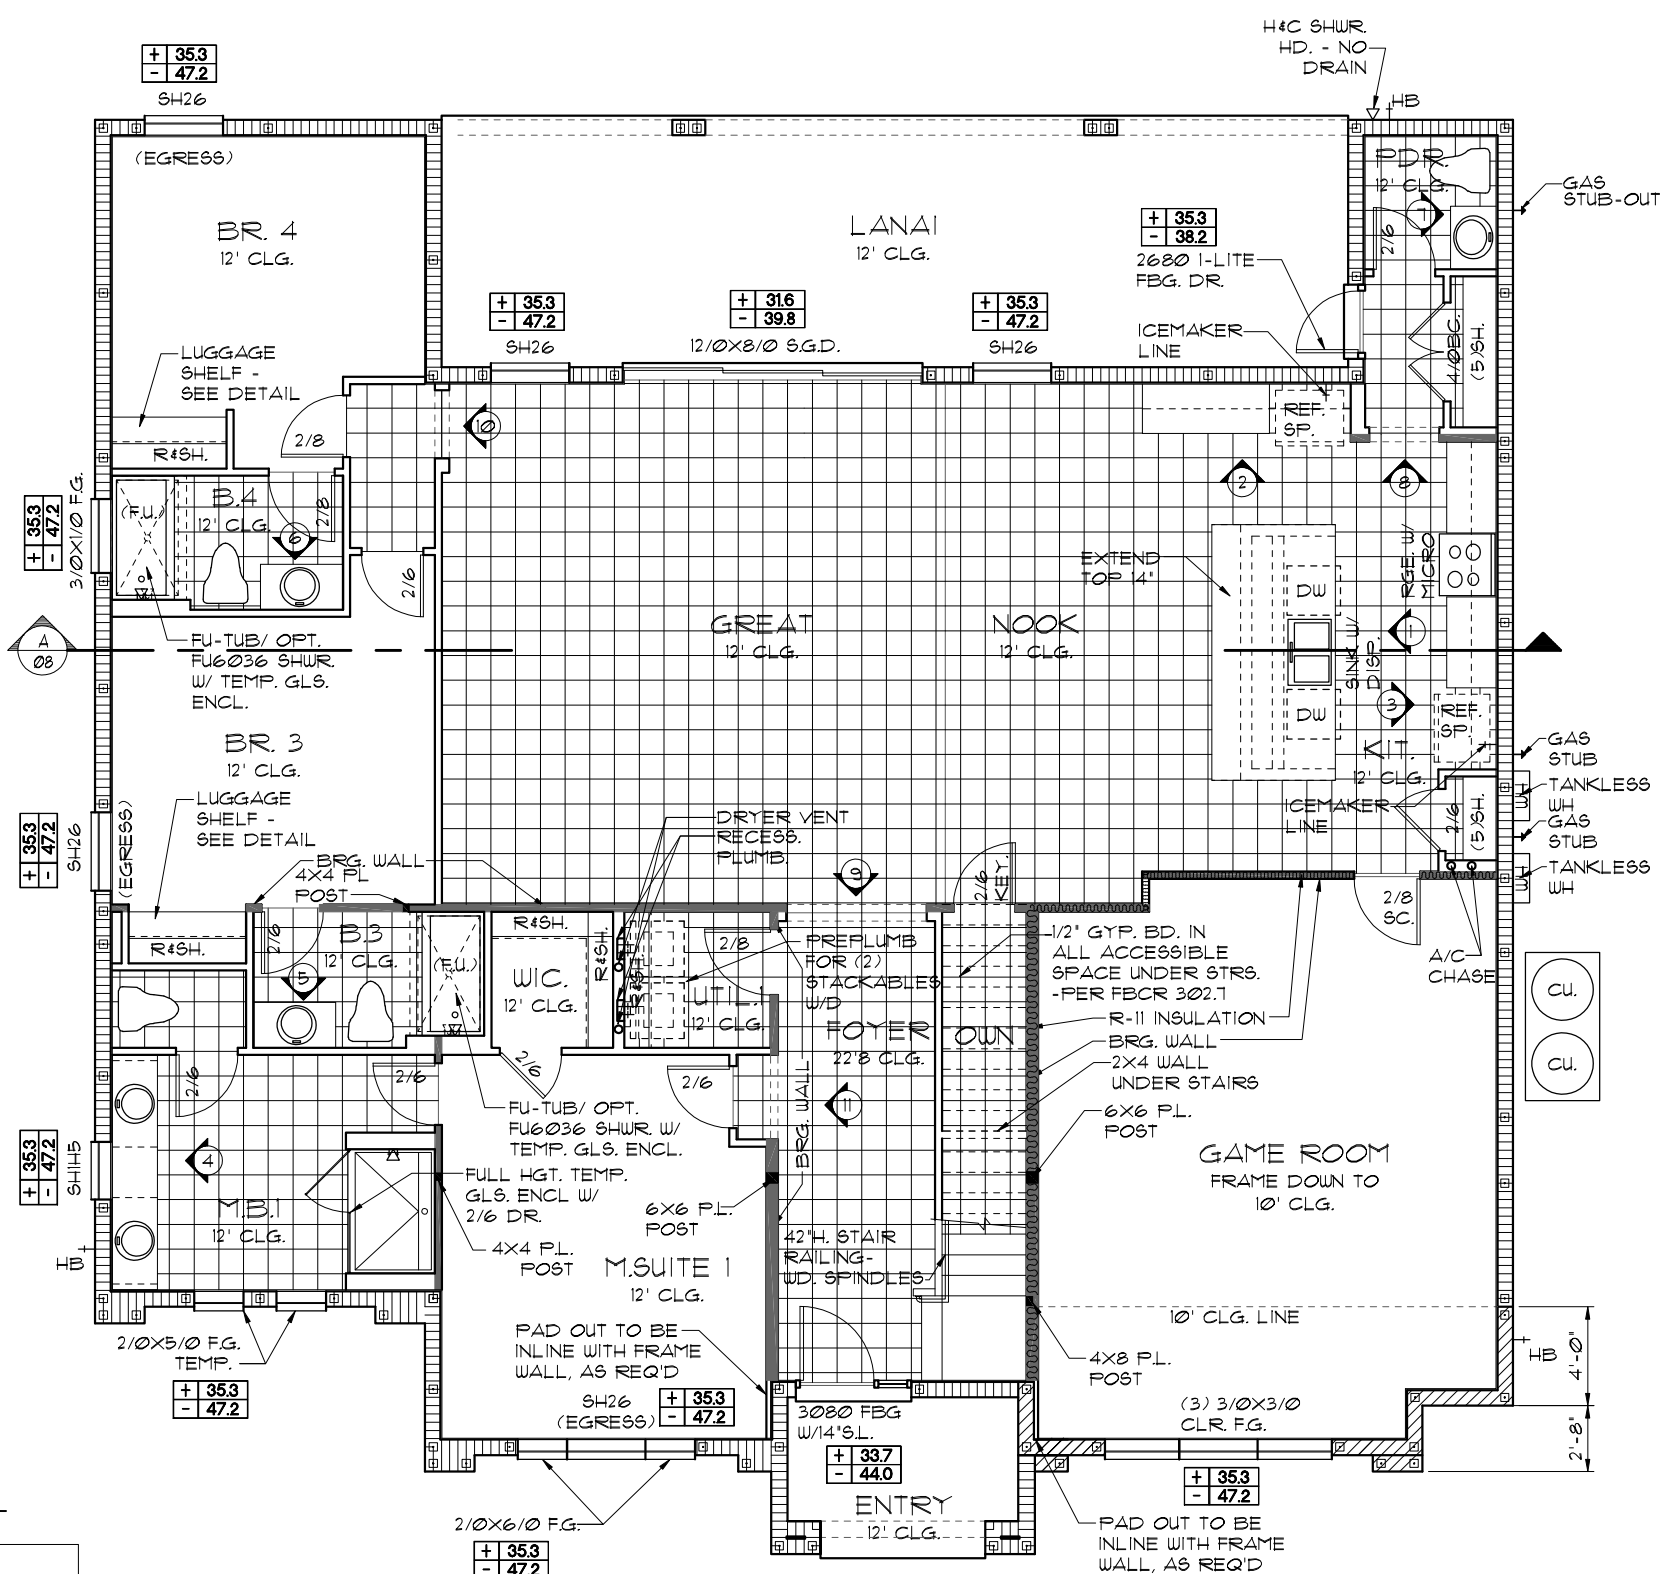 H&C SHWR.
HD. - NO
DRAIN
HB
+ 35.3
- 47.2
SH26
(EGRESS)
BR. 4
12' CLG.
LANAI
12' CLG.
+ 35.3
- 38.2
2680 1-LITE
FBG. DR.
PDR.
12' CLG.
7
2/6
GAS
STUB-OUT
+ 35.3
- 47.2
SH26
+ 31.6
- 39.8
12/0X8/0 S.G.D.
+ 35.3
- 47.2
SH26
ICEMAKER
LINE
4/0BC.
(5)SH.
LUGGAGE
SHELF -
SEE DETAIL
R&SH.
2/8
10
REF.
SP.
2
8
+ 35.3
- 47.2
3/0X1/0 F.G.
(F.U.)
B.4
12' CLG.
6
2/8
2/6
EXTEND
TOP 14"
DW
RGE. W/
MICRO
A
08
FU-TUB/ OPT.
FU6036 SHWR.
W/ TEMP. GLS.
ENCL.
GREAT
12' CLG.
NOOK
12' CLG.
SINK W/
DISP.
1
3
DW
REF.
SP.
KIT.
12' CLG.
BR. 3
12' CLG.
GAS
STUB
TANKLESS
WH
GAS
STUB
TANKLESS
WH
LUGGAGE
SHELF -
SEE DETAIL
+ 35.3
- 47.2
SH26
(EGRESS)
DRYER VENT
RECESS.
PLUMB.
ICEMAKER
LINE
2/6
(5)SH.
BRG. WALL
4X4 PL
POST
9
2/6
KEY.
2/8
SC.
A/C
CHASE
R&SH.
2/6
B.3
12' CLG.
5
(F.U.)
R&SH.
WIC.
12' CLG.
R&SH.
R&SH.
UTIL.1
12' CLG.
2/8
PREPLUMB
FOR (2)
STACKABLES
W/D
FOYER
22'8 CLG.
DWN
-1/2" GYP. BD. IN
ALL ACCESSIBLE
SPACE UNDER STRS.
-PER FBCR 302.7
R-11 INSULATION
BRG. WALL
2X4 WALL
UNDER STAIRS
6X6 P.L.
POST
CU.
CU.
2/6
2/6
2/6
2/6
BRG. WALL
11
FU-TUB/ OPT.
FU6036 SHWR. W/
TEMP. GLS. ENCL.
FULL HGT. TEMP.
GLS. ENCL W/
2/6 DR.
+ 35.3
- 47.2
SH1H5
4
M.B.1
12' CLG.
HB
4X4 P.L.
POST
6X6 P.L.
POST
M.SUITE 1
12' CLG.
42"H. STAIR
RAILING-
WD. SPINDLES
GAME ROOM
FRAME DOWN TO
10' CLG.
10' CLG. LINE
HB
4'-0"
2'-8"
2/0X5/0 F.G.
TEMP.
+ 35.3
- 47.2
PAD OUT TO BE
INLINE WITH FRAME
WALL, AS REQ'D
SH26
(EGRESS)
+ 35.3
- 47.2
4X8 P.L.
POST
3080 FBG
W/14"S.L.
+ 33.7
- 44.0
(3) 3/0X3/0
CLR. F.G.
+ 35.3
- 47.2
ENTRY
12' CLG.
2/0X6/0 F.G.
+ 35.3
- 47.2
PAD OUT TO BE
INLINE WITH FRAME
WALL, AS REQ'D